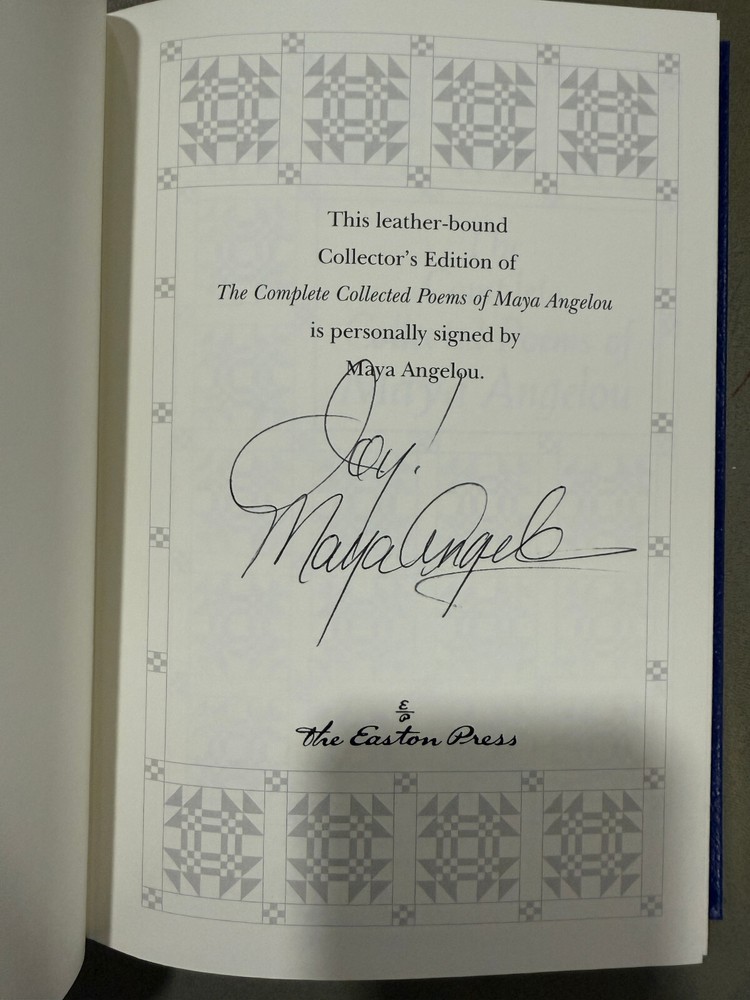 This leather-bound
Collector's Edition of
The Complete Collected Poems of Maya Angelou
is personally signed by
Maya Angelou.
Joy!
Maya Angelou
EP
the Easton Press